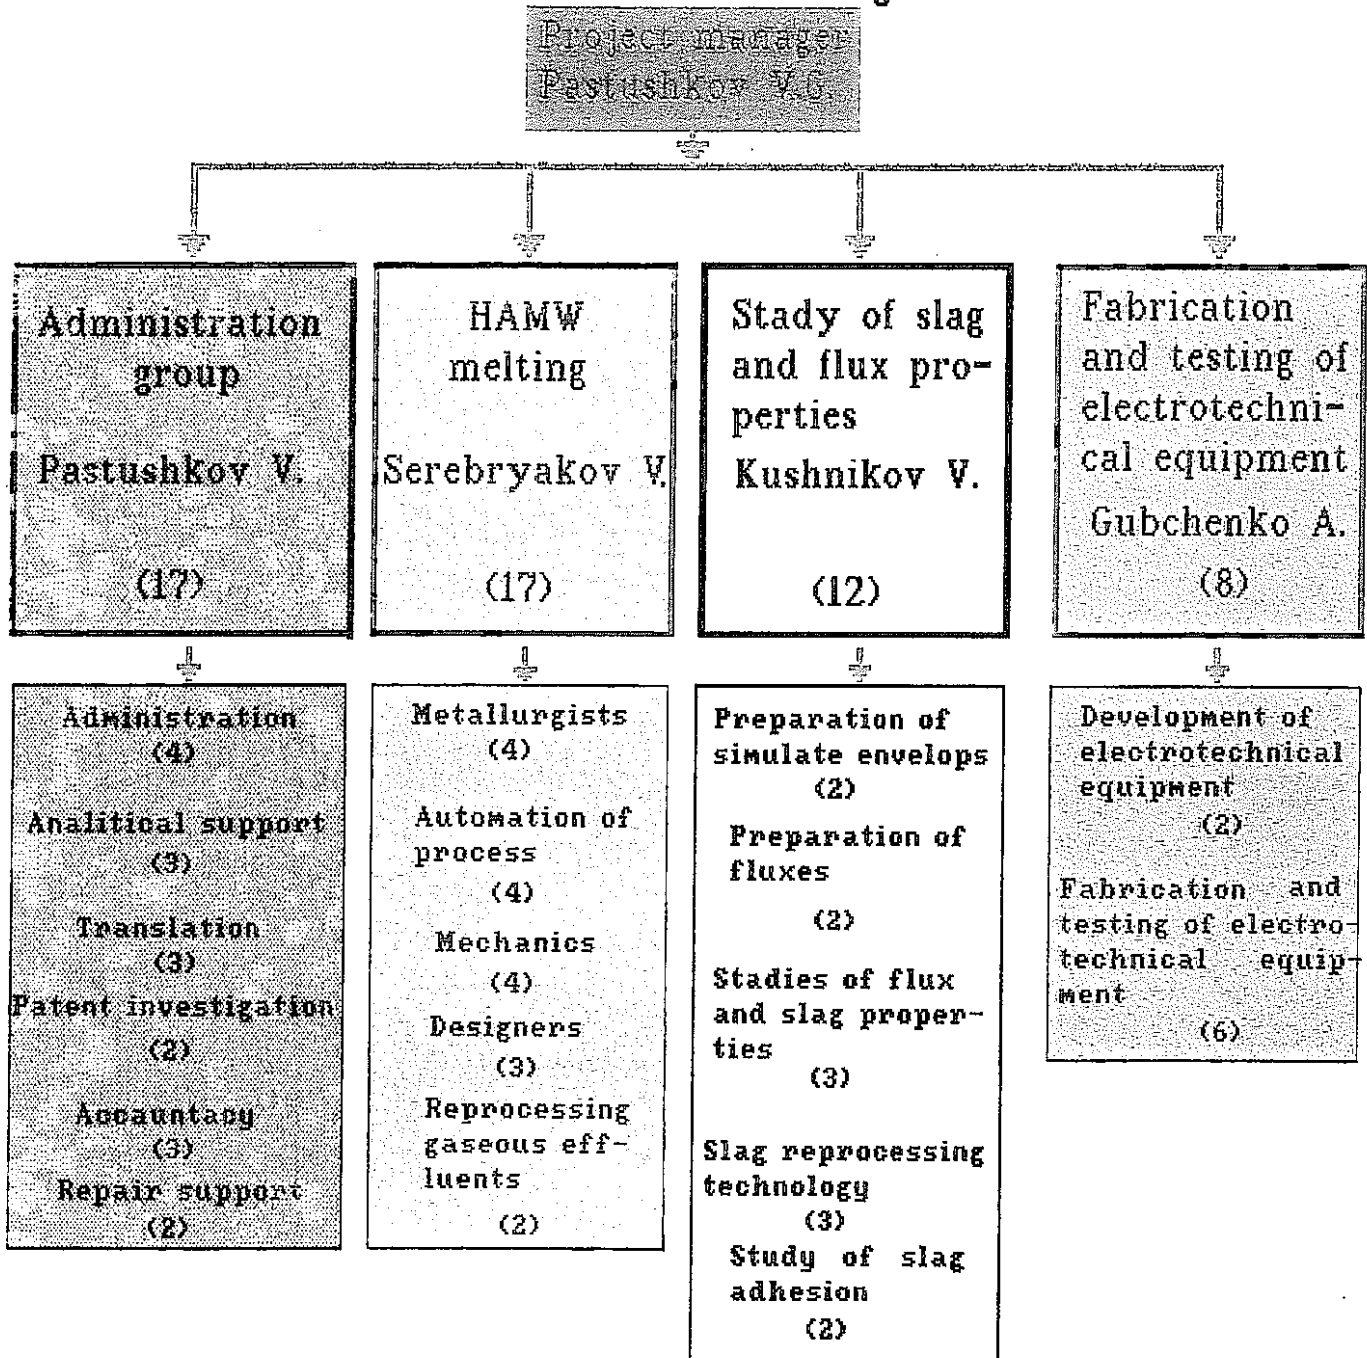 Project manager
Pastushkov V.G.
Administration
group
Pastushkov V.
(17)
HAMW
melting
Serebryakov V.
(17)
Stady of slag
and flux pro-
perties
Kushnikov V.
(12)
Fabrication
and testing of
electrotechni-
cal equipment
Gubchenko A.
(8)
Administration
(4)
Analitical support
(3)
Translation
(3)
Patent investigation
(2)
Accauntacy
(3)
Repair support
(2)
Metallurgists
(4)
Automation of
process
(4)
Mechanics
(4)
Designers
(3)
Reprocessing
gaseous eff-
luents
(2)
Preparation of
simulate envelops
(2)
Preparation of
fluxes
(2)
Stadies of flux
and slag proper-
ties
(3)
Slag reprocessing
technology
(3)
Study of slag
adhesion
(2)
Development of
electrotechnical
equipment
(2)
Fabrication and
testing of electro-
technical equip-
ment
(6)